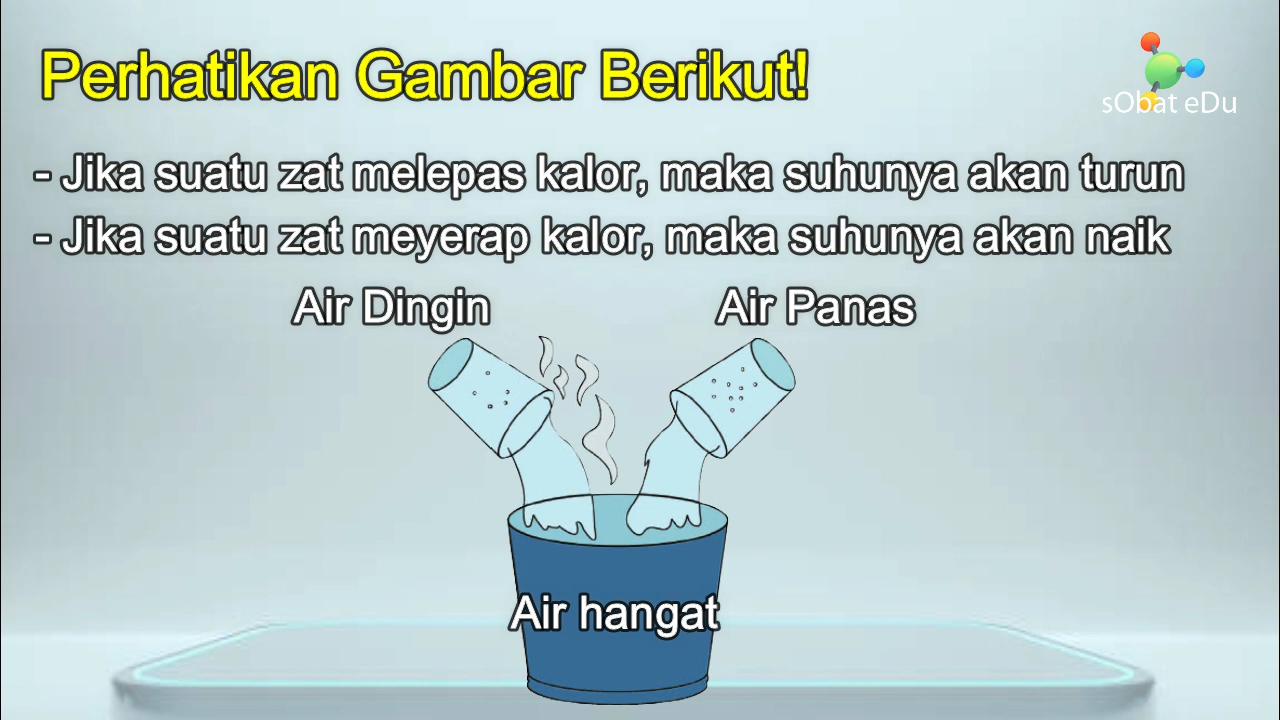 Perhatikan Gambar Berikut!
sObat eDu
- Jika suatu zat melepas kalor, maka suhunya akan turun
- Jika suatu zat meyerap kalor, maka suhunya akan naik
Air Dingin
Air Panas
Air hangat